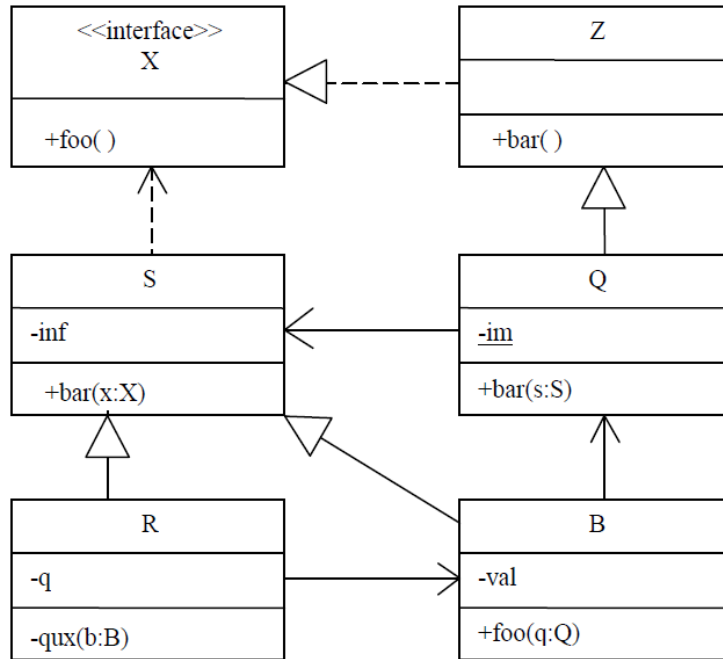 <<interface>>
X
+foo( )
Z
+bar( )
S
-inf
+bar(x:X)
Q
-im
+bar(s:S)
R
-q
-qux(b:B)
B
-val
+foo(q:Q)